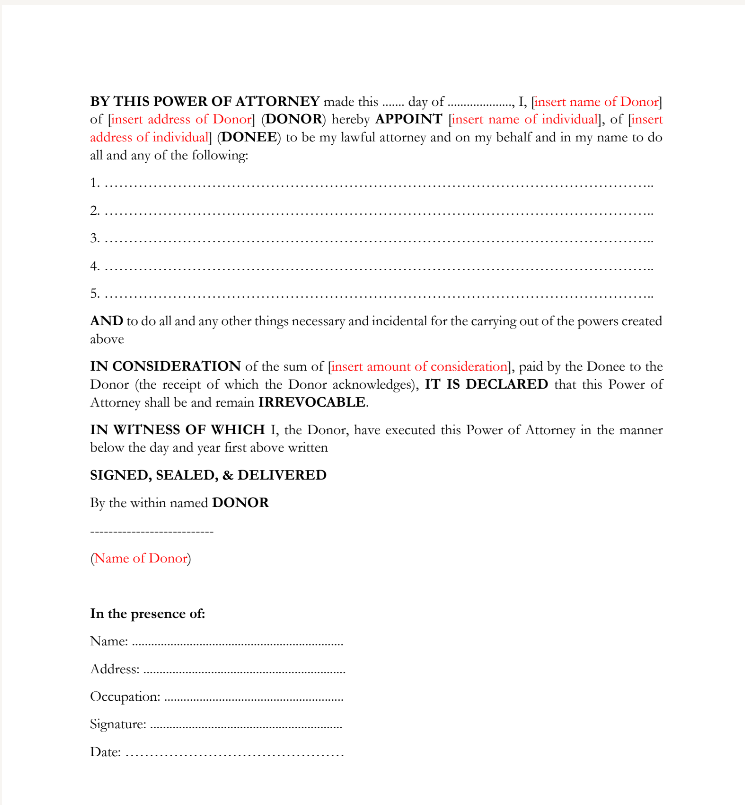 BY THIS POWER OF ATTORNEY made this ....... day of ...................., I, [insert name of Donor]
of [insert address of Donor] (DONOR) hereby APPOINT [insert name of individual], of [insert
address of individual] (DONEE) to be my lawful attorney and on my behalf and in my name to do
all and any of the following:
1. …………………………………………………………………………………………………..
2. …………………………………………………………………………………………………..
3. …………………………………………………………………………………………………..
4. …………………………………………………………………………………………………..
5. …………………………………………………………………………………………………..
AND to do all and any other things necessary and incidental for the carrying out of the powers created
above
IN CONSIDERATION of the sum of [insert amount of consideration], paid by the Donee to the
Donor (the receipt of which the Donor acknowledges), IT IS DECLARED that this Power of
Attorney shall be and remain IRREVOCABLE.
IN WITNESS OF WHICH I, the Donor, have executed this Power of Attorney in the manner
below the day and year first above written
SIGNED, SEALED, & DELIVERED
By the within named DONOR
---------------------------
(Name of Donor)
In the presence of:
Name: ..................................................................
Address: ...............................................................
Occupation: ........................................................
Signature: ............................................................
Date: ………………………………………